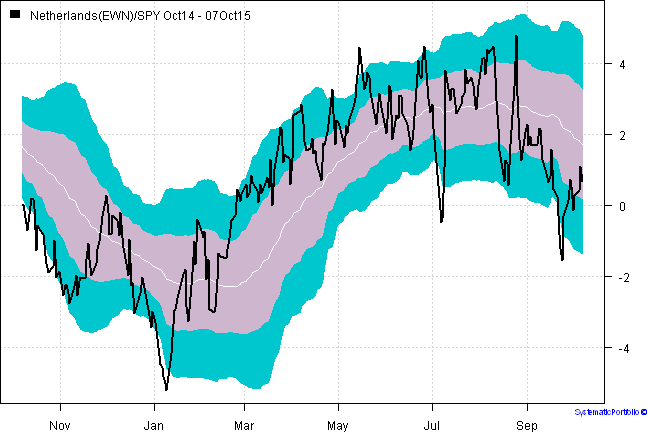 Netherlands(EWN)/SPY Oct14 - 07Oct15
4
2
0
-2
-4
Nov Jan Mar May Jul Sep
SystematicPortfolio ©